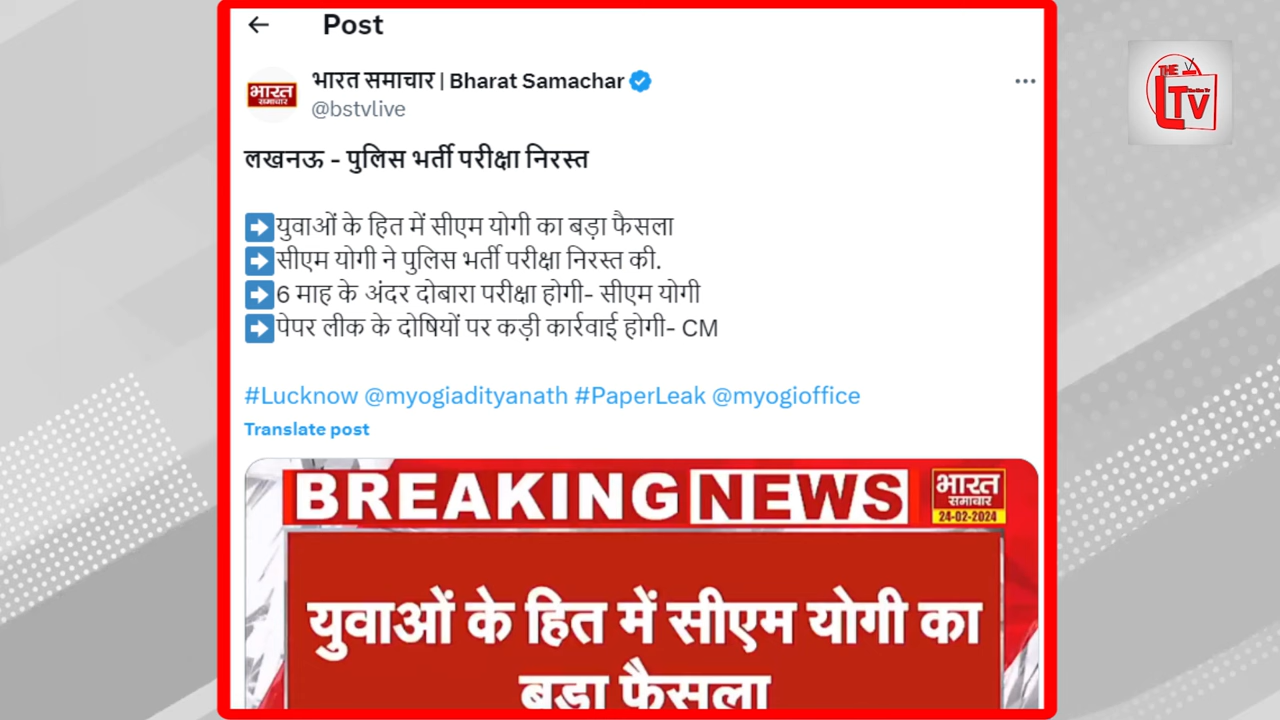 Post
भारत समाचार | Bharat Samachar
@bstvlive
भारत
समाचार
लखनऊ - पुलिस भर्ती परीक्षा निरस्त
➡️युवाओं के हित में सीएम योगी का बड़ा फैसला
➡️सीएम योगी ने पुलिस भर्ती परीक्षा निरस्त की.
➡️6 माह के अंदर दोबारा परीक्षा होगी- सीएम योगी
➡️पेपर लीक के दोषियों पर कड़ी कार्रवाई होगी- CM
#Lucknow @myogiadityanath #PaperLeak @myogioffice
Translate post
BREAKING NEWS
भारत
समाचार
24-02-2024
युवाओं के हित में सीएम योगी का
बड़ा फैसला
THE
TV